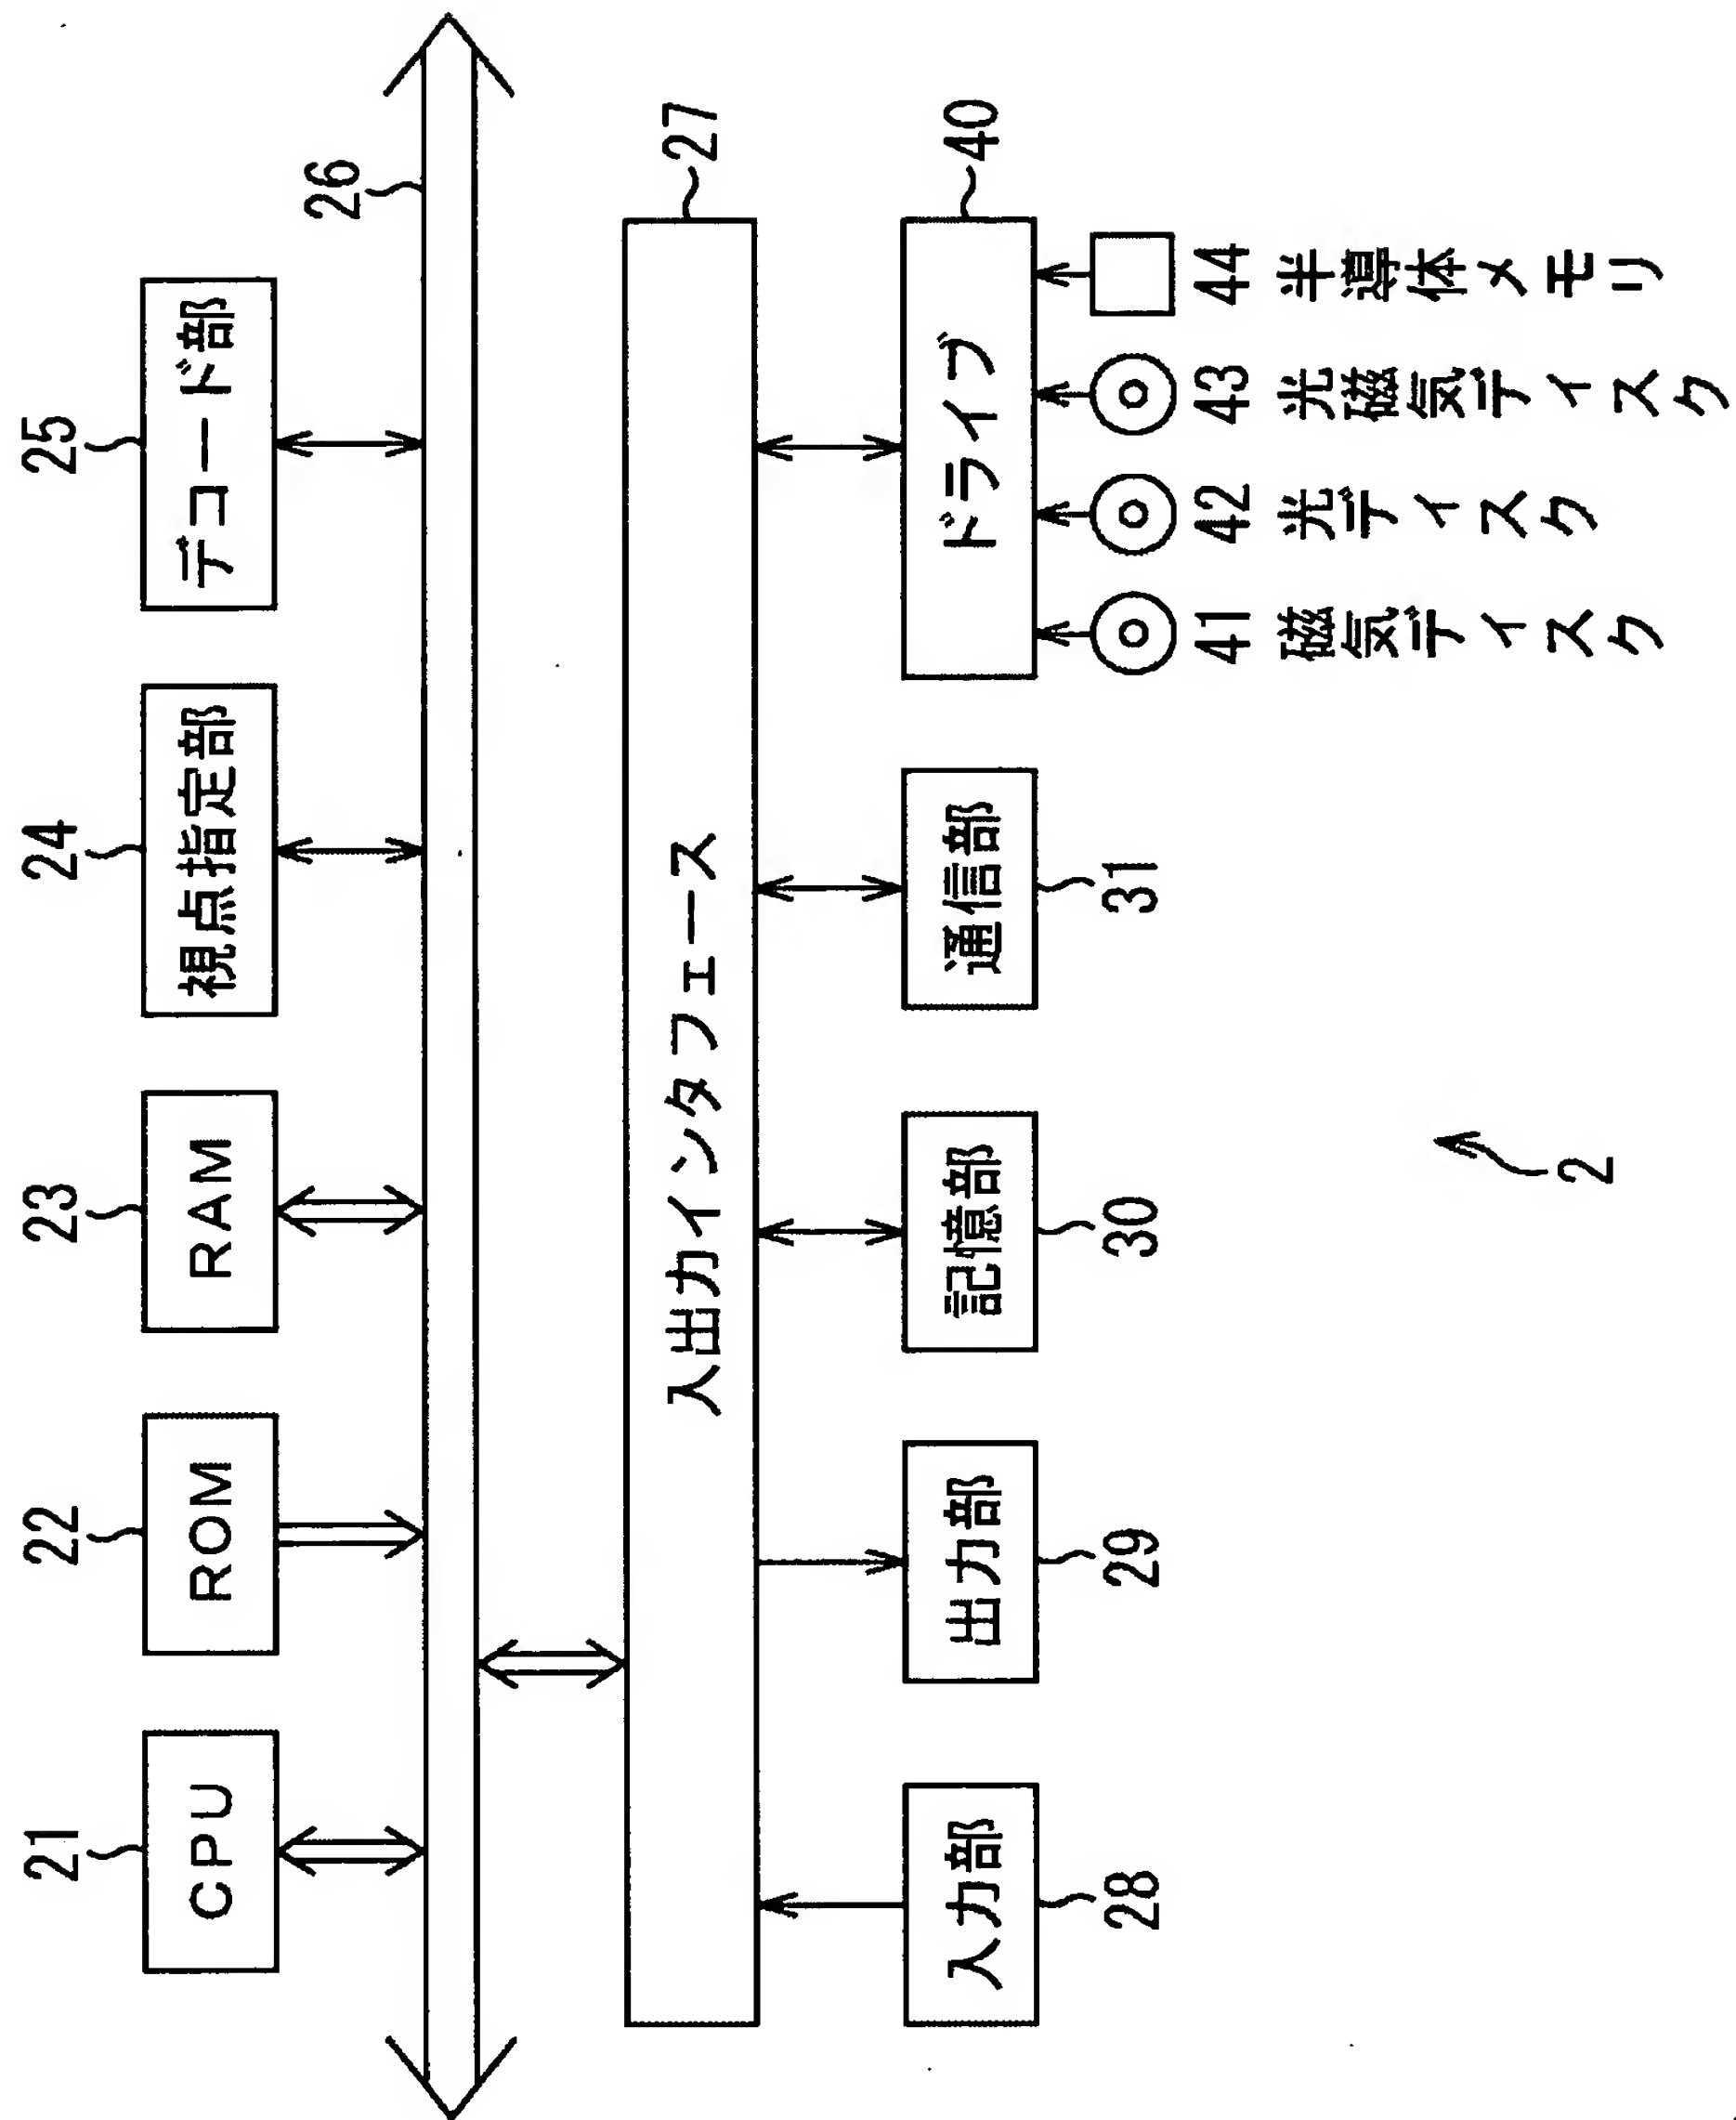 21
CPU
22
ROM
23
RAM
24
視点指定部
25
デコード部
26
入出力インタフェース
27
入力部
28
出力部
29
記憶部
30
通信部
31
ドライブ
40
41 磁気ディスク
42 光ディスク
43 光磁気ディスク
44 半導体メモリ
2